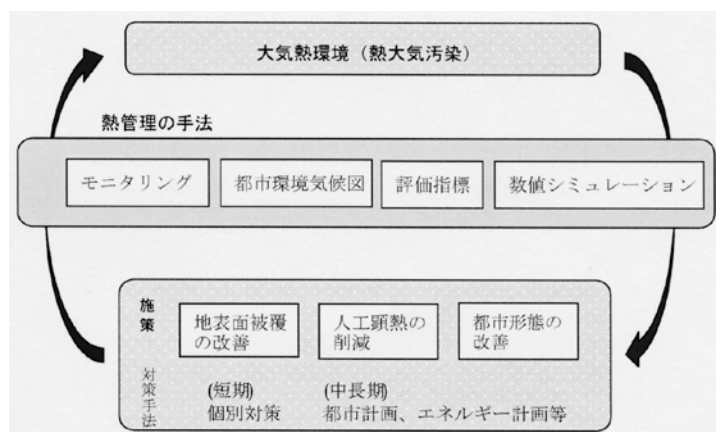 大気熱環境（熱大気汚染）
熱管理の手法
モニタリング
都市環境気候図
評価指標
数値シミュレーション
施策
地表面被覆
の改善
人工顕熱の
削減
都市形態の
改善
対策手法
(短期)
個別対策
(中長期)
都市計画、エネルギー計画等